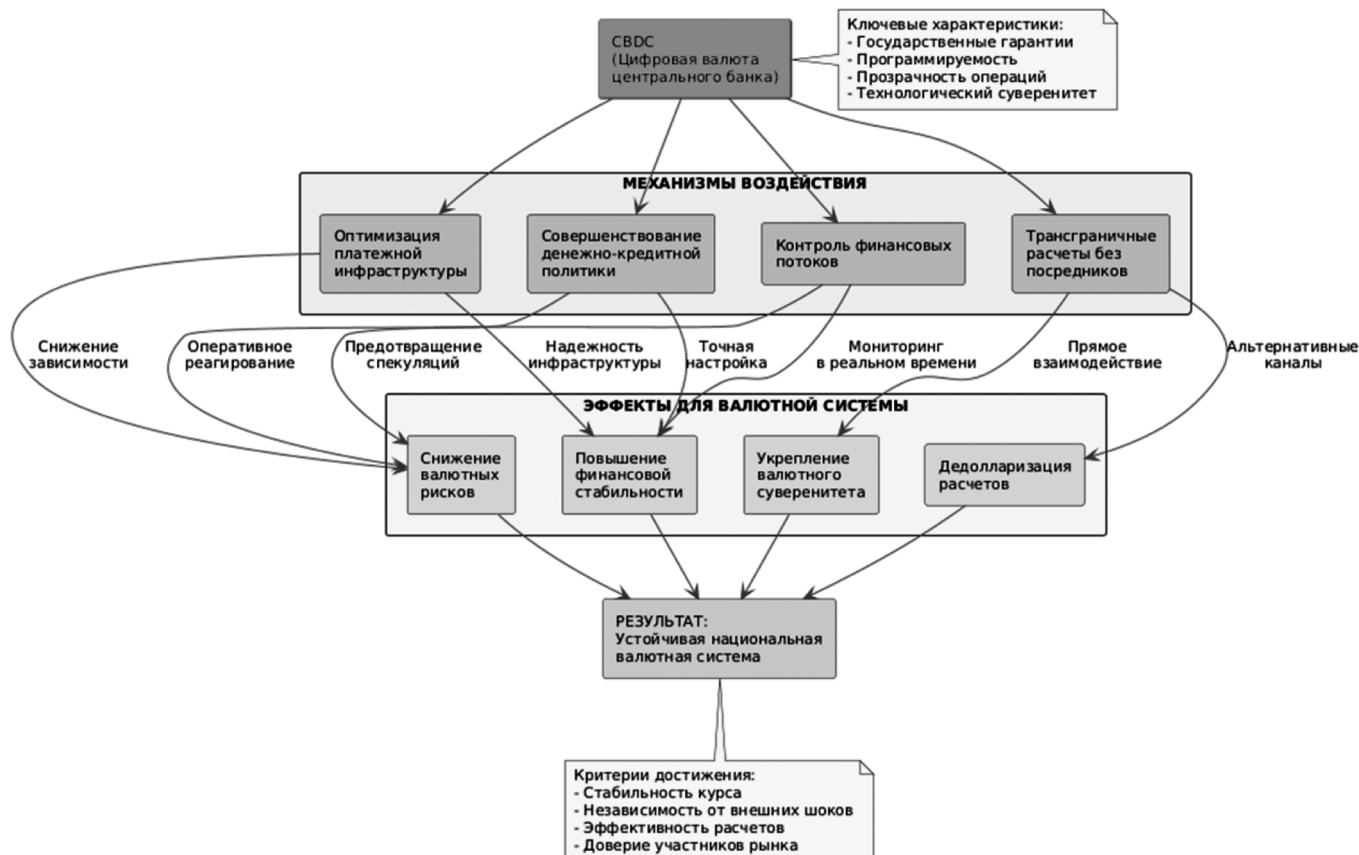 CBDC
(Цифровая валюта
центрального банка)
Ключевые характеристики:
- Государственные гарантии
- Программируемость
- Прозрачность операций
- Технологический суверенитет
МЕХАНИЗМЫ ВОЗДЕЙСТВИЯ
Оптимизация
платежной
инфраструктуры
Совершенствование
денежно-кредитной
политики
Контроль финансовых
потоков
Трансграничные
расчеты без
посредников
Снижение
зависимости
Оперативное
реагирование
Предотвращение
спекуляций
Надежность
инфраструктуры
Точная
настройка
Мониторинг
в реальном времени
Прямое
взаимодействие
Альтернативные
каналы
ЭФФЕКТЫ ДЛЯ ВАЛЮТНОЙ СИСТЕМЫ
Снижение
валютных
рисков
Повышение
финансовой
стабильности
Укрепление
валютного
суверенитета
Дедолларизация
расчетов
РЕЗУЛЬТАТ:
Устойчивая национальная
валютная система
Критерии достижения:
- Стабильность курса
- Независимость от внешних шоков
- Эффективность расчетов
- Доверие участников рынка